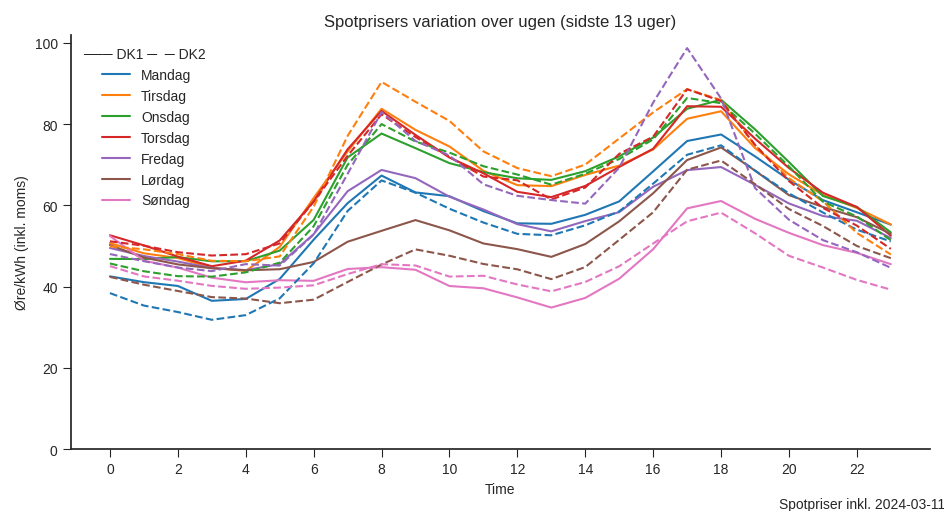 Spotprisers variation over ugen (sidste 13 uger)
DK1 DK2
Mandag
Tirsdag
Onsdag
Torsdag
Fredag
Lørdag
Søndag
Øre/kWh (inkl. moms)
100
80
60
40
20
0
0 2 4 6 8 10 12 14 16 18 20 22
Time
Spotpriser inkl. 2024-03-11